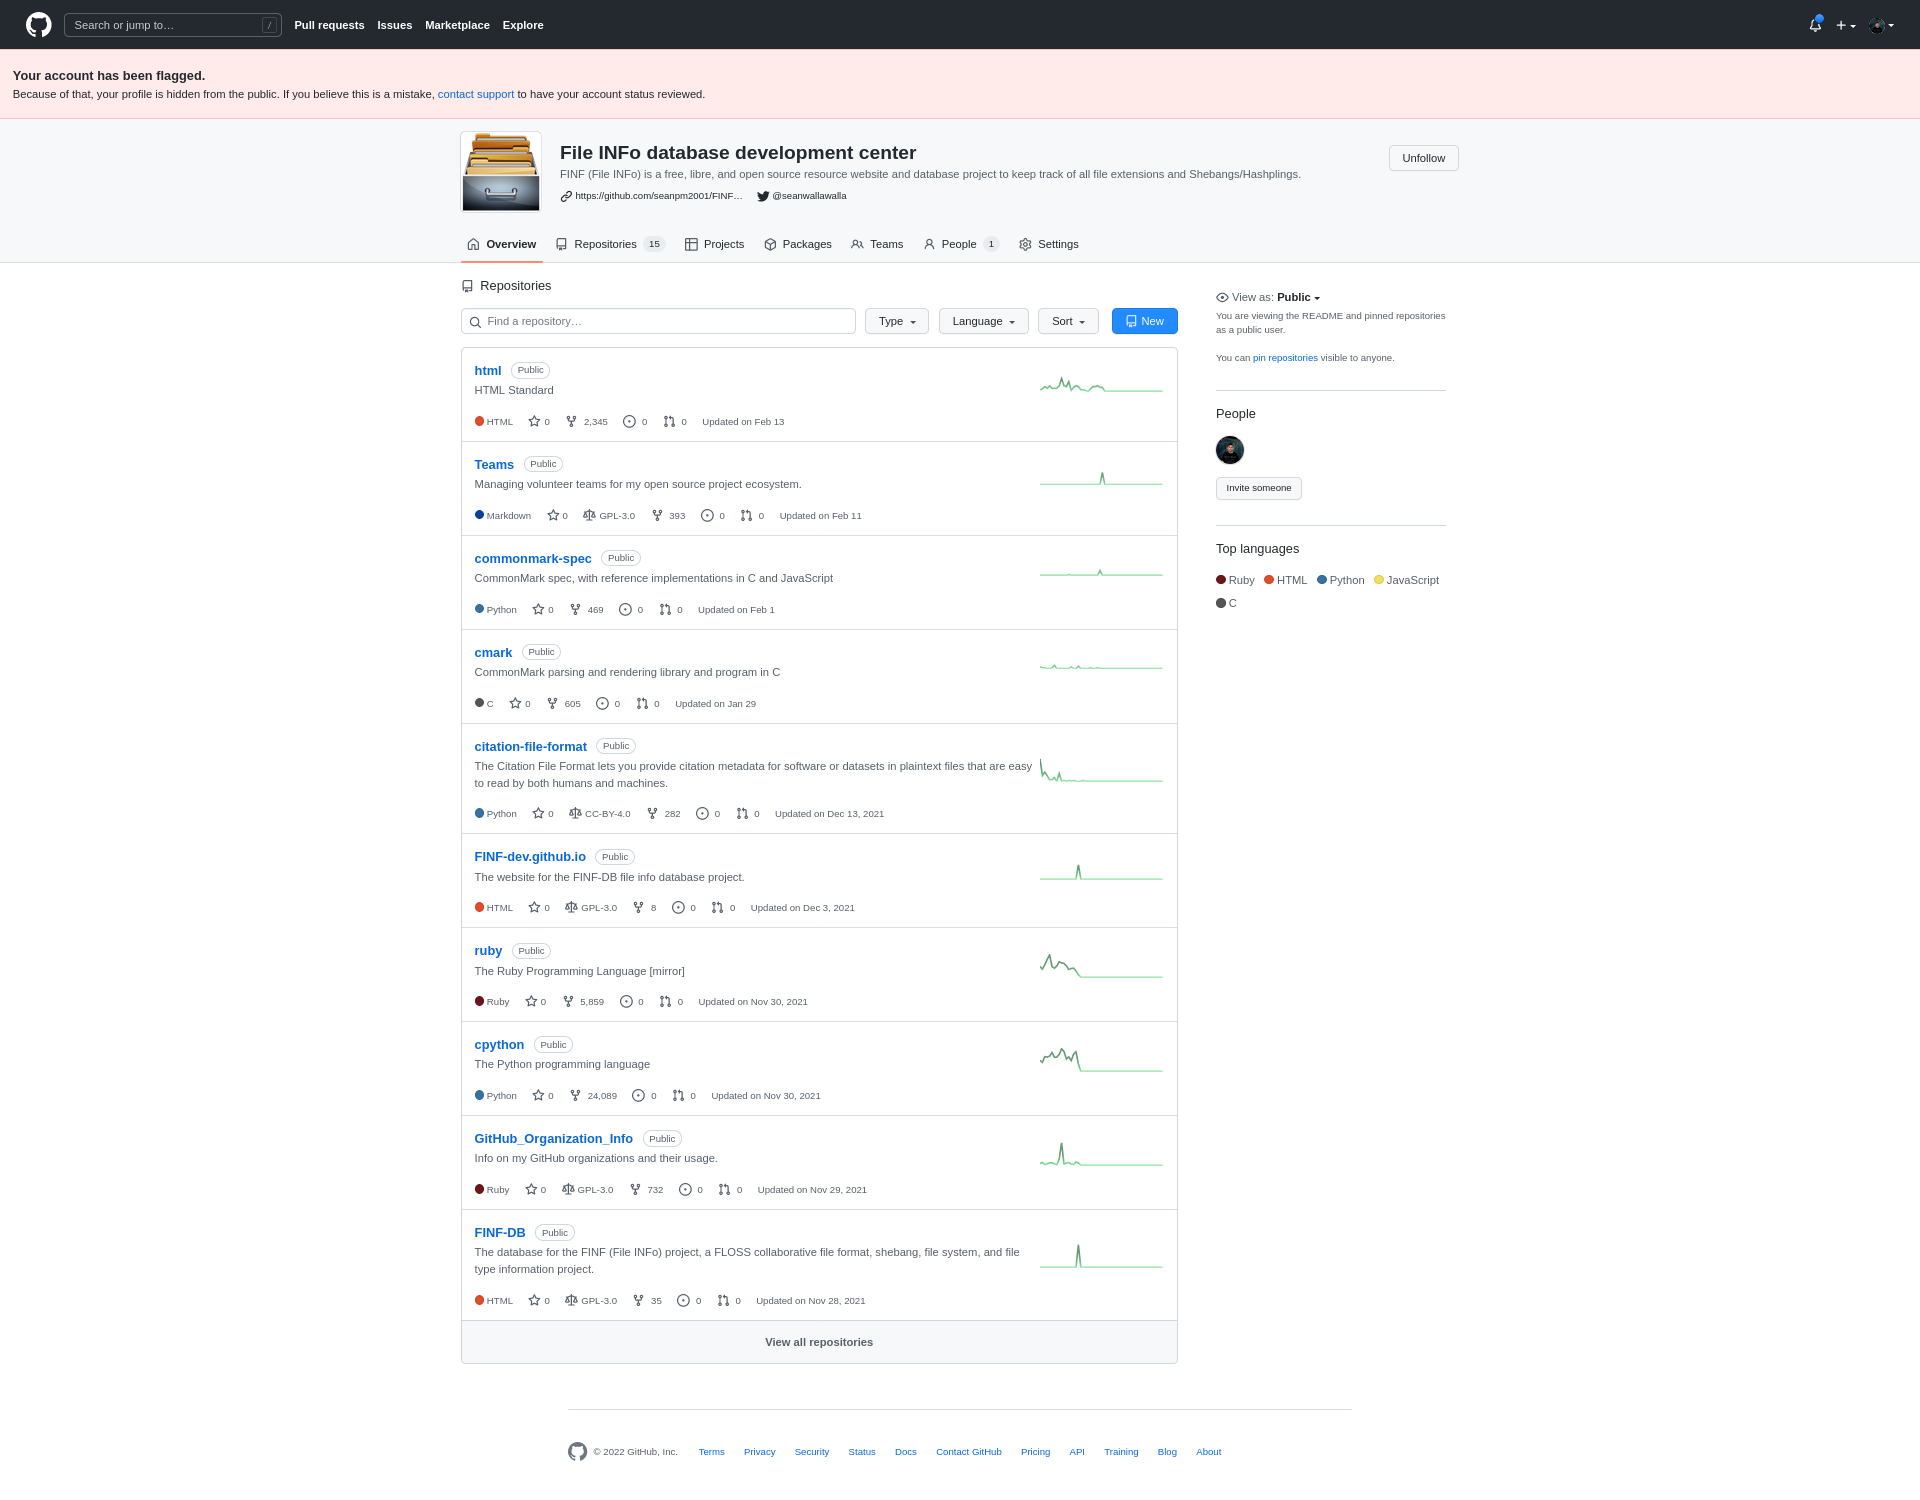 Search or jump to… /
Pull requests Issues Marketplace Explore
Your account has been flagged.
Because of that, your profile is hidden from the public. If you believe this is a mistake, contact support to have your account status reviewed.
File INFo database development center
FINF (File INFo) is a free, libre, and open source resource website and database project to keep track of all file extensions and Shebangs/Hashplings.
https://github.com/seanpm2001/FINF… @seanwallawalla
Unfollow
Overview Repositories 15 Projects Packages Teams People 1 Settings
Repositories
Find a repository… Type Language Sort New
html Public
HTML Standard
HTML 0 2,345 0 0 Updated on Feb 13
Teams Public
Managing volunteer teams for my open source project ecosystem.
Markdown 0 GPL-3.0 393 0 0 Updated on Feb 11
commonmark-spec Public
CommonMark spec, with reference implementations in C and JavaScript
Python 0 469 0 0 Updated on Feb 1
cmark Public
CommonMark parsing and rendering library and program in C
C 0 605 0 0 Updated on Jan 29
citation-file-format Public
The Citation File Format lets you provide citation metadata for software or datasets in plaintext files that are easy
to read by both humans and machines.
Python 0 CC-BY-4.0 282 0 0 Updated on Dec 13, 2021
FINF-dev.github.io Public
The website for the FINF-DB file info database project.
HTML 0 GPL-3.0 8 0 0 Updated on Dec 3, 2021
ruby Public
The Ruby Programming Language [mirror]
Ruby 0 5,859 0 0 Updated on Nov 30, 2021
cpython Public
The Python programming language
Python 0 24,089 0 0 Updated on Nov 30, 2021
GitHub_Organization_Info Public
Info on my GitHub organizations and their usage.
Ruby 0 GPL-3.0 732 0 0 Updated on Nov 29, 2021
FINF-DB Public
The database for the FINF (File INFo) project, a FLOSS collaborative file format, shebang, file system, and file
type information project.
HTML 0 GPL-3.0 35 0 0 Updated on Nov 28, 2021
View all repositories
View as: Public
You are viewing the README and pinned repositories
as a public user.
You can pin repositories visible to anyone.
People
Invite someone
Top languages
Ruby HTML Python JavaScript
C
© 2022 GitHub, Inc. Terms Privacy Security Status Docs Contact GitHub Pricing API Training Blog About